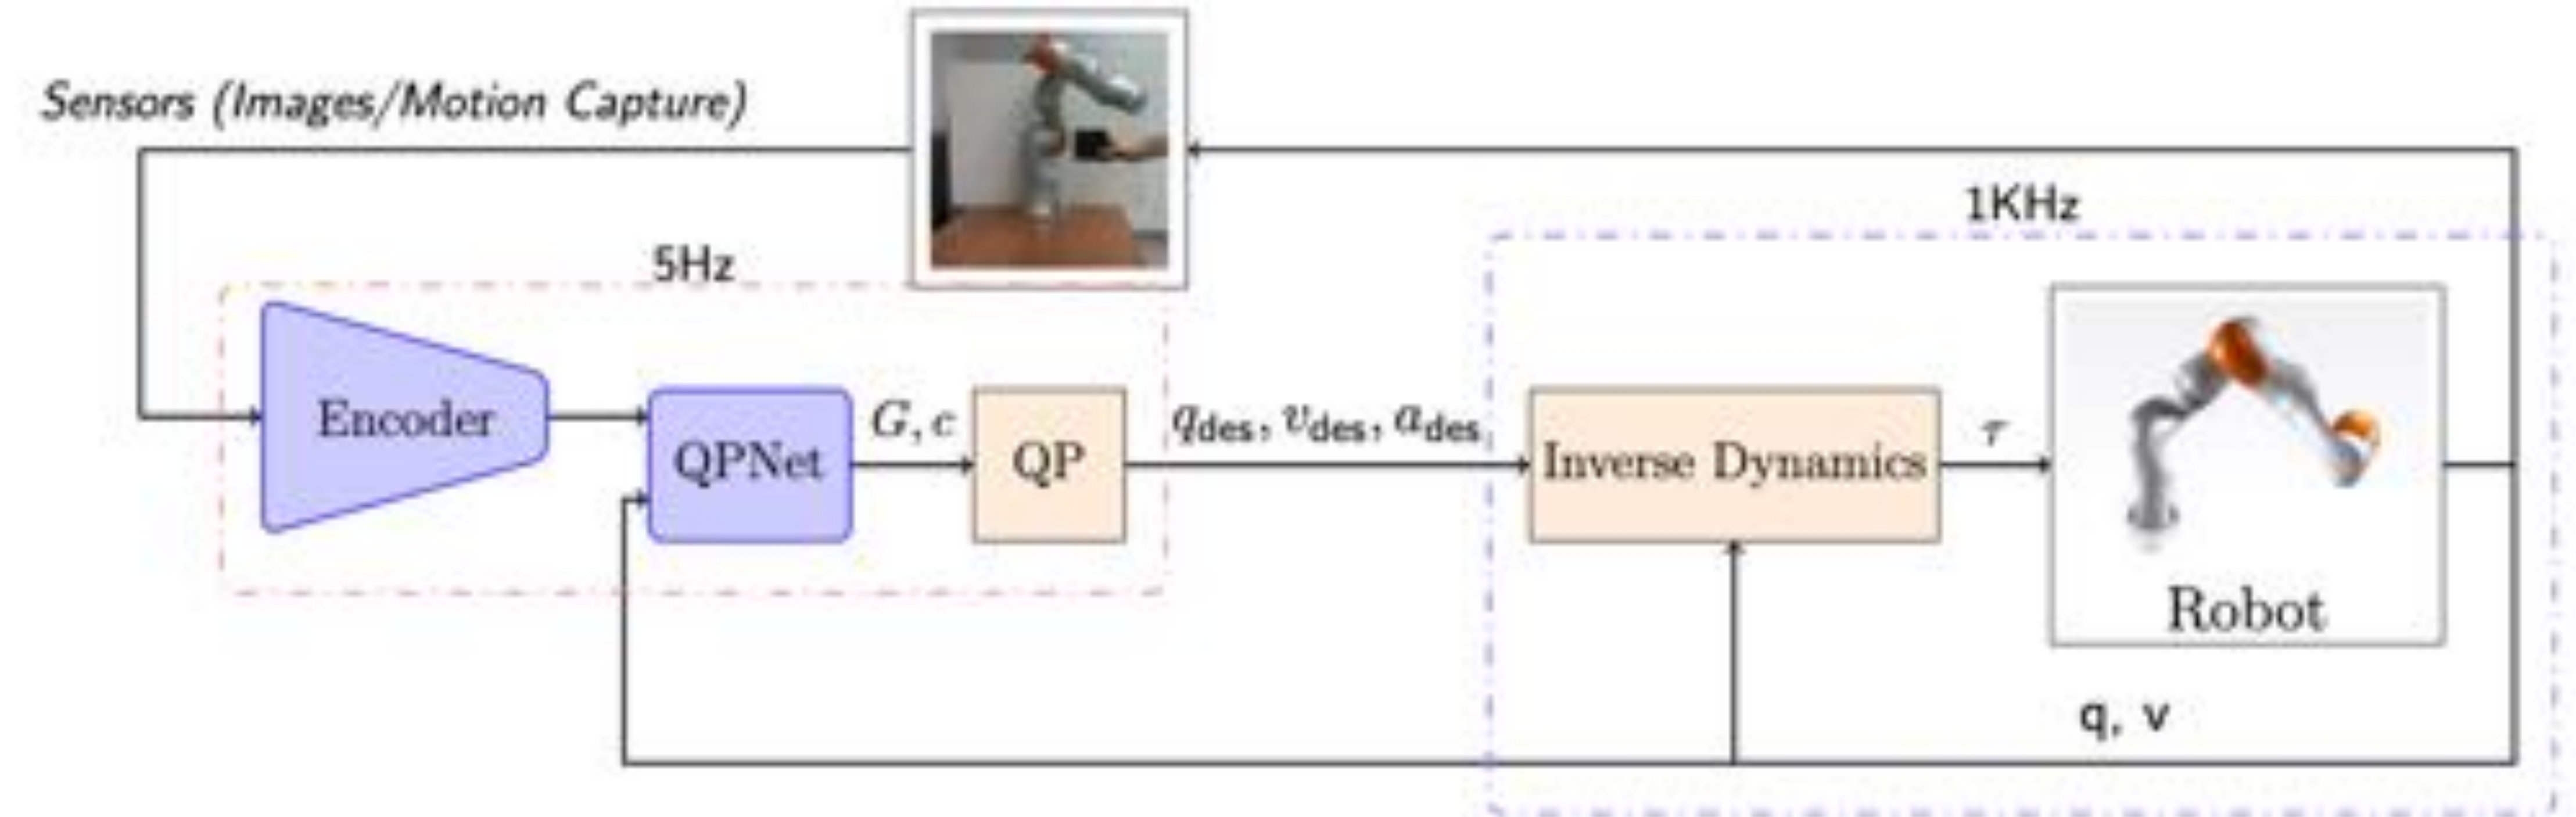 Sensors (Images/Motion Capture)
1KHz
5Hz
Encoder
QPNet
G, c
QP
q_des, v_des, a_des
Inverse Dynamics
τ
Robot
q, v